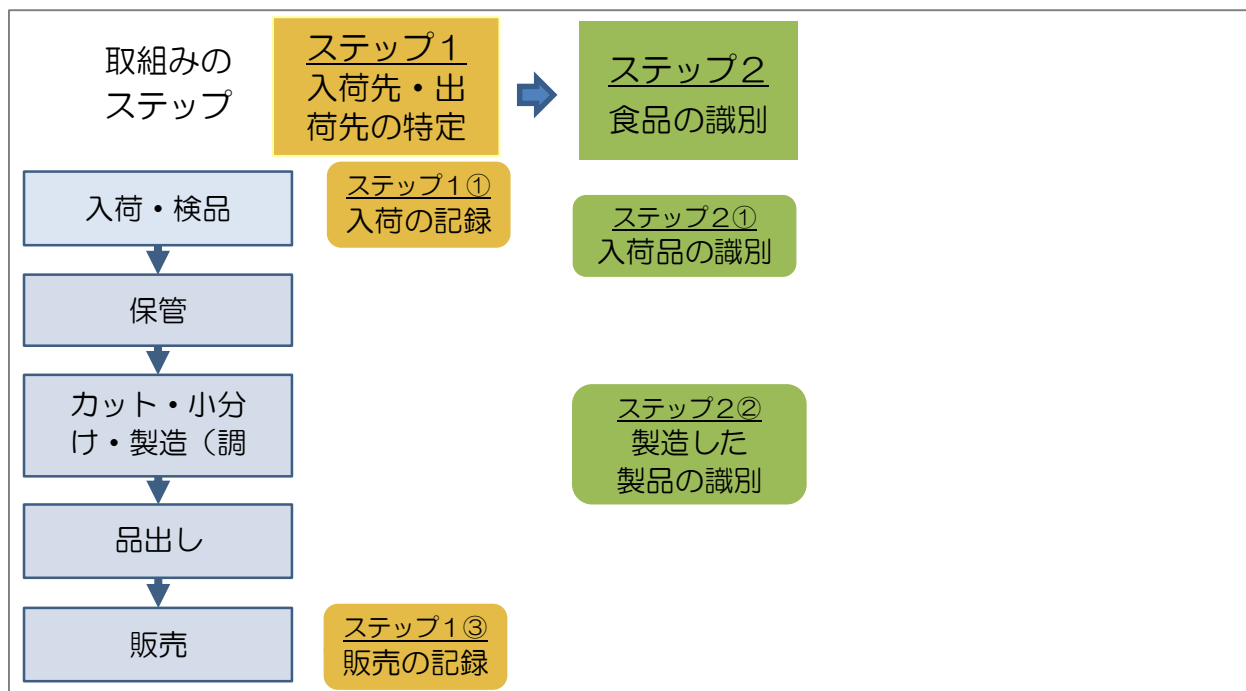 取組みの
ステップ
ステップ１
入荷先・出
荷先の特定
ステップ２
食品の識別
入荷・検品
ステップ１①
入荷の記録
ステップ２①
入荷品の識別
保管
カット・小分
け・製造（調
ステップ２②
製造した
製品の識別
品出し
販売
ステップ１③
販売の記録